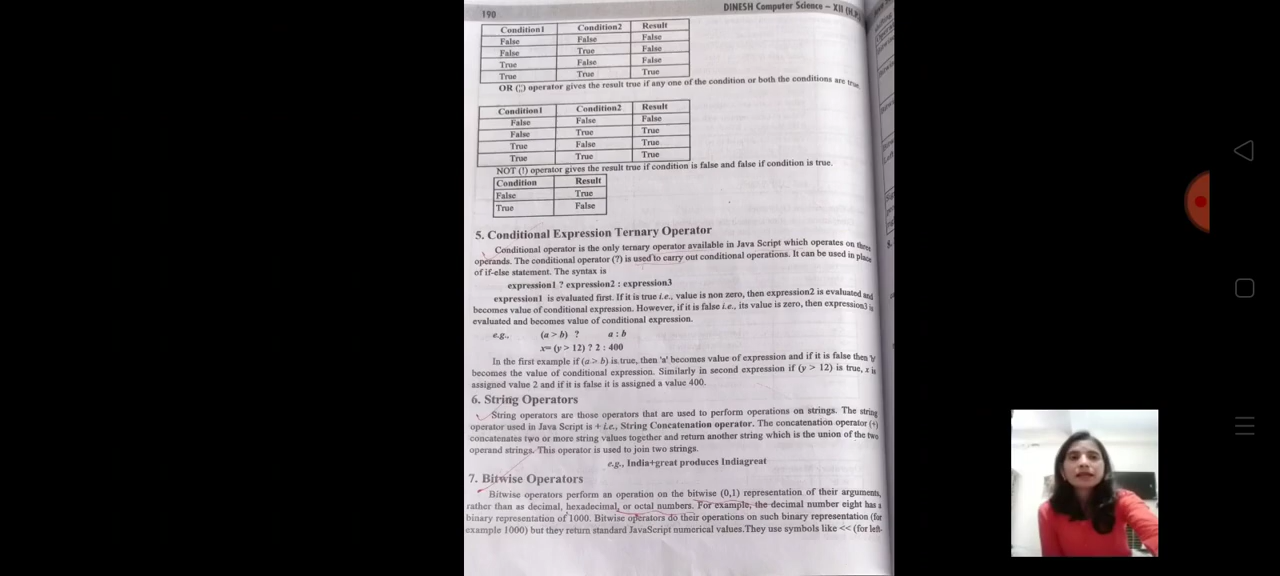 190
DINESH Computer Science – XII
Condition1 Condition2 Result
False False False
False True False
True False False
True True True
OR (¦¦) operator gives the result true if any one of the condition or both the conditions are true
Condition1 Condition2 Result
False False False
False True True
True False True
True True True
NOT (!) operator gives the result true if condition is false and false if condition is true.
Condition Result
False True
True False
5. Conditional Expression Ternary Operator
Conditional operator is the only ternary operator available in Java Script which operates on three
operands. The conditional operator (?) is used to carry out conditional operations. It can be used in place
of if-else statement. The syntax is
expression1 ? expression2 : expression3
expression1 is evaluated first. If it is true i.e., value is non zero, then expression2 is evaluated and
becomes value of conditional expression. However, if it is false i.e., its value is zero, then expression3 is
evaluated and becomes value of conditional expression.
e.g., (a > b) ? a : b
x= (y > 12) ? 2 : 400
In the first example if (a > b) is true, then 'a' becomes value of expression and if it is false then
becomes the value of conditional expression. Similarly in second expression if (y > 12) is true, x is
assigned value 2 and if it is false it is assigned a value 400.
6. String Operators
String operators are those operators that are used to perform operations on strings. The string
operator used in Java Script is + i.e., String Concatenation operator. The concatenation operator (+)
concatenates two or more string values together and return another string which is the union of the two
operand strings. This operator is used to join two strings.
e.g., India+great produces Indiagreat
7. Bitwise Operators
Bitwise operators perform an operation on the bitwise (0,1) representation of their arguments,
rather than as decimal, hexadecimal, or octal numbers. For example, the decimal number eight has a
binary representation of 1000. Bitwise operators do their operations on such binary representation (for
example 1000) but they return standard JavaScript numerical values.They use symbols like << (for left-